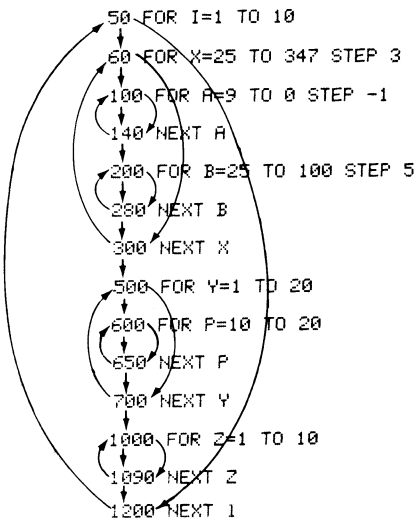 50 FOR I=1 TO 10
60 FOR X=25 TO 347 STEP 3
100 FOR A=9 TO 0 STEP -1
140 NEXT A
200 FOR B=25 TO 100 STEP 5
280 NEXT B
300 NEXT X
500 FOR Y=1 TO 20
600 FOR P=10 TO 20
650 NEXT P
700 NEXT Y
1000 FOR Z=1 TO 10
1090 NEXT Z
1200 NEXT 1